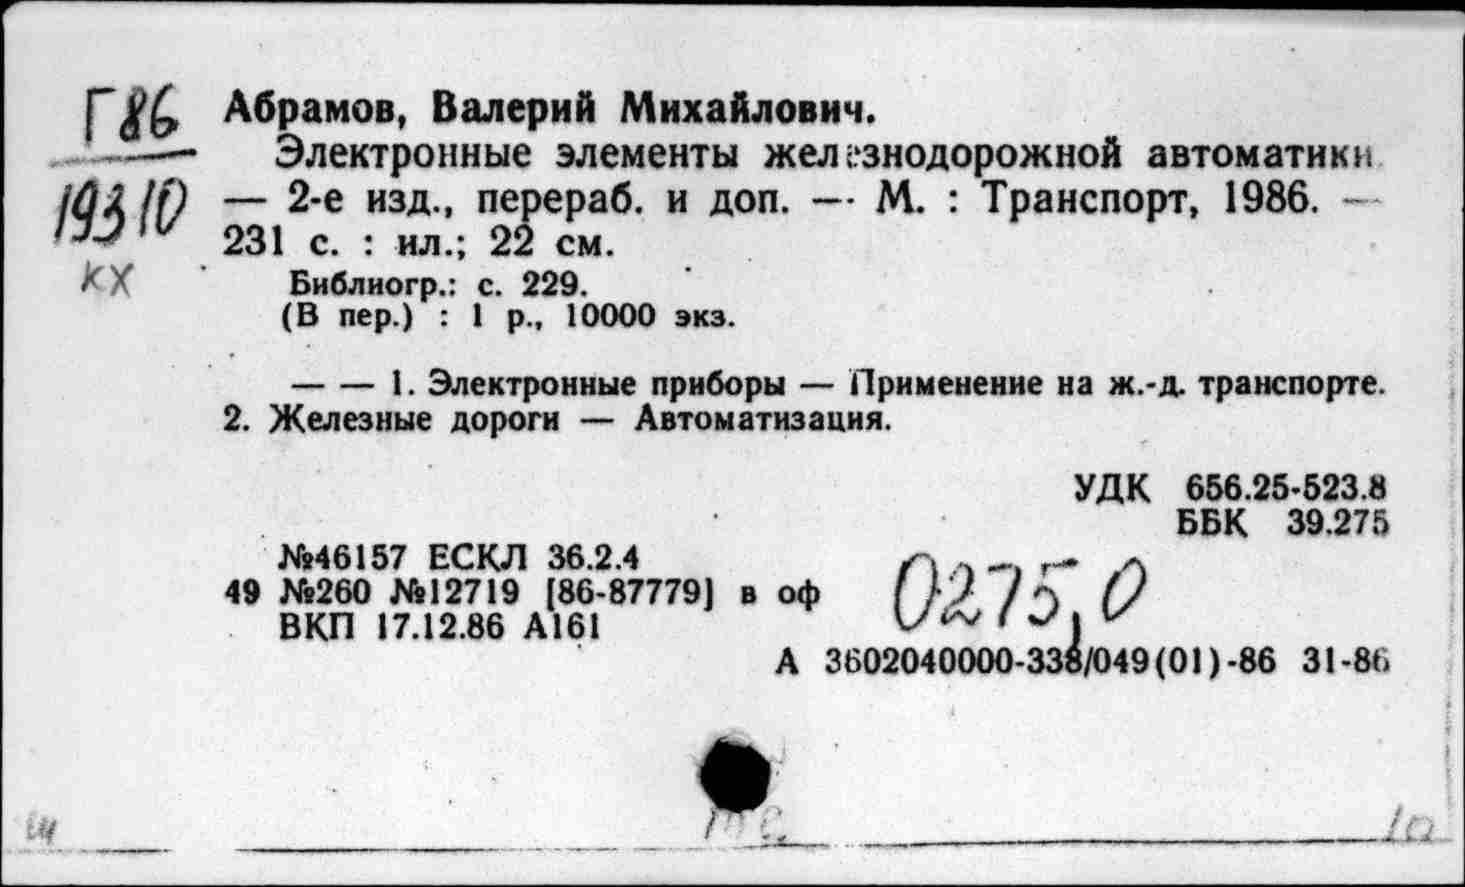 Г86
19310
кх
Абрамов, Валерий Михайлович.
Электронные элементы железнодорожной автоматики
— 2-е изд., перераб. и доп. — М. : Транспорт, 1986. —
231 с. : ил.; 22 см.
Библиогр.: с. 229.
(В пер.) : 1 р., 10000 экз.
— — 1. Электронные приборы — Применение на ж.-д. транспорте.
2. Железные дороги — Автоматизация.
УДК 656.25-523.8
ББК 39.275
№46157 ЕСКЛ 36.2.4
49 №260 №12719 [86-87779] в оф
ВКП 17.12.86 А161
0275,0
А 3602040000-338/049(01)-86 31-86